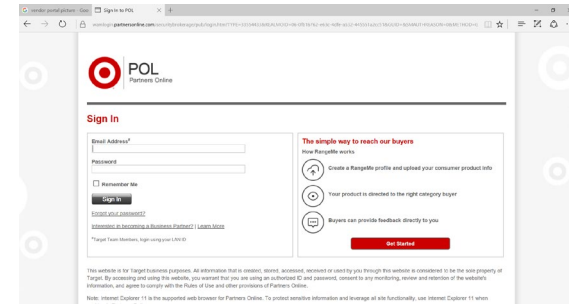 vendor portal picture - Goo
Sign In to POL
partnersonline.com
POL
Partners Online
Sign In
Email Address*
The simple way to reach our buyers
How RangeMe works
Create a RangeMe profile and upload your consumer product info
Password
Remember Me
Your product is directed to the right category buyer
Sign In
Forgot your password?
Buyers can provide feedback directly to you
Interested in becoming a Business Partner? | Learn More
*Target Team Members, login using your LAN ID
Get Started
This website is for Target business purposes. All information that is created, stored, accessed, received or used by you through this website is considered to be the sole property of
Target. By accessing and using this website, you warrant that you are using an authorized ID and password, consent to any monitoring, review and retention of the website's
information, and agree to comply with the Rules of Use and other provisions of Partners Online.
Note: Internet Explorer 11 is the supported web browser for Partners Online. To protect sensitive information and leverage all site functionality, use Internet Explorer 11 when